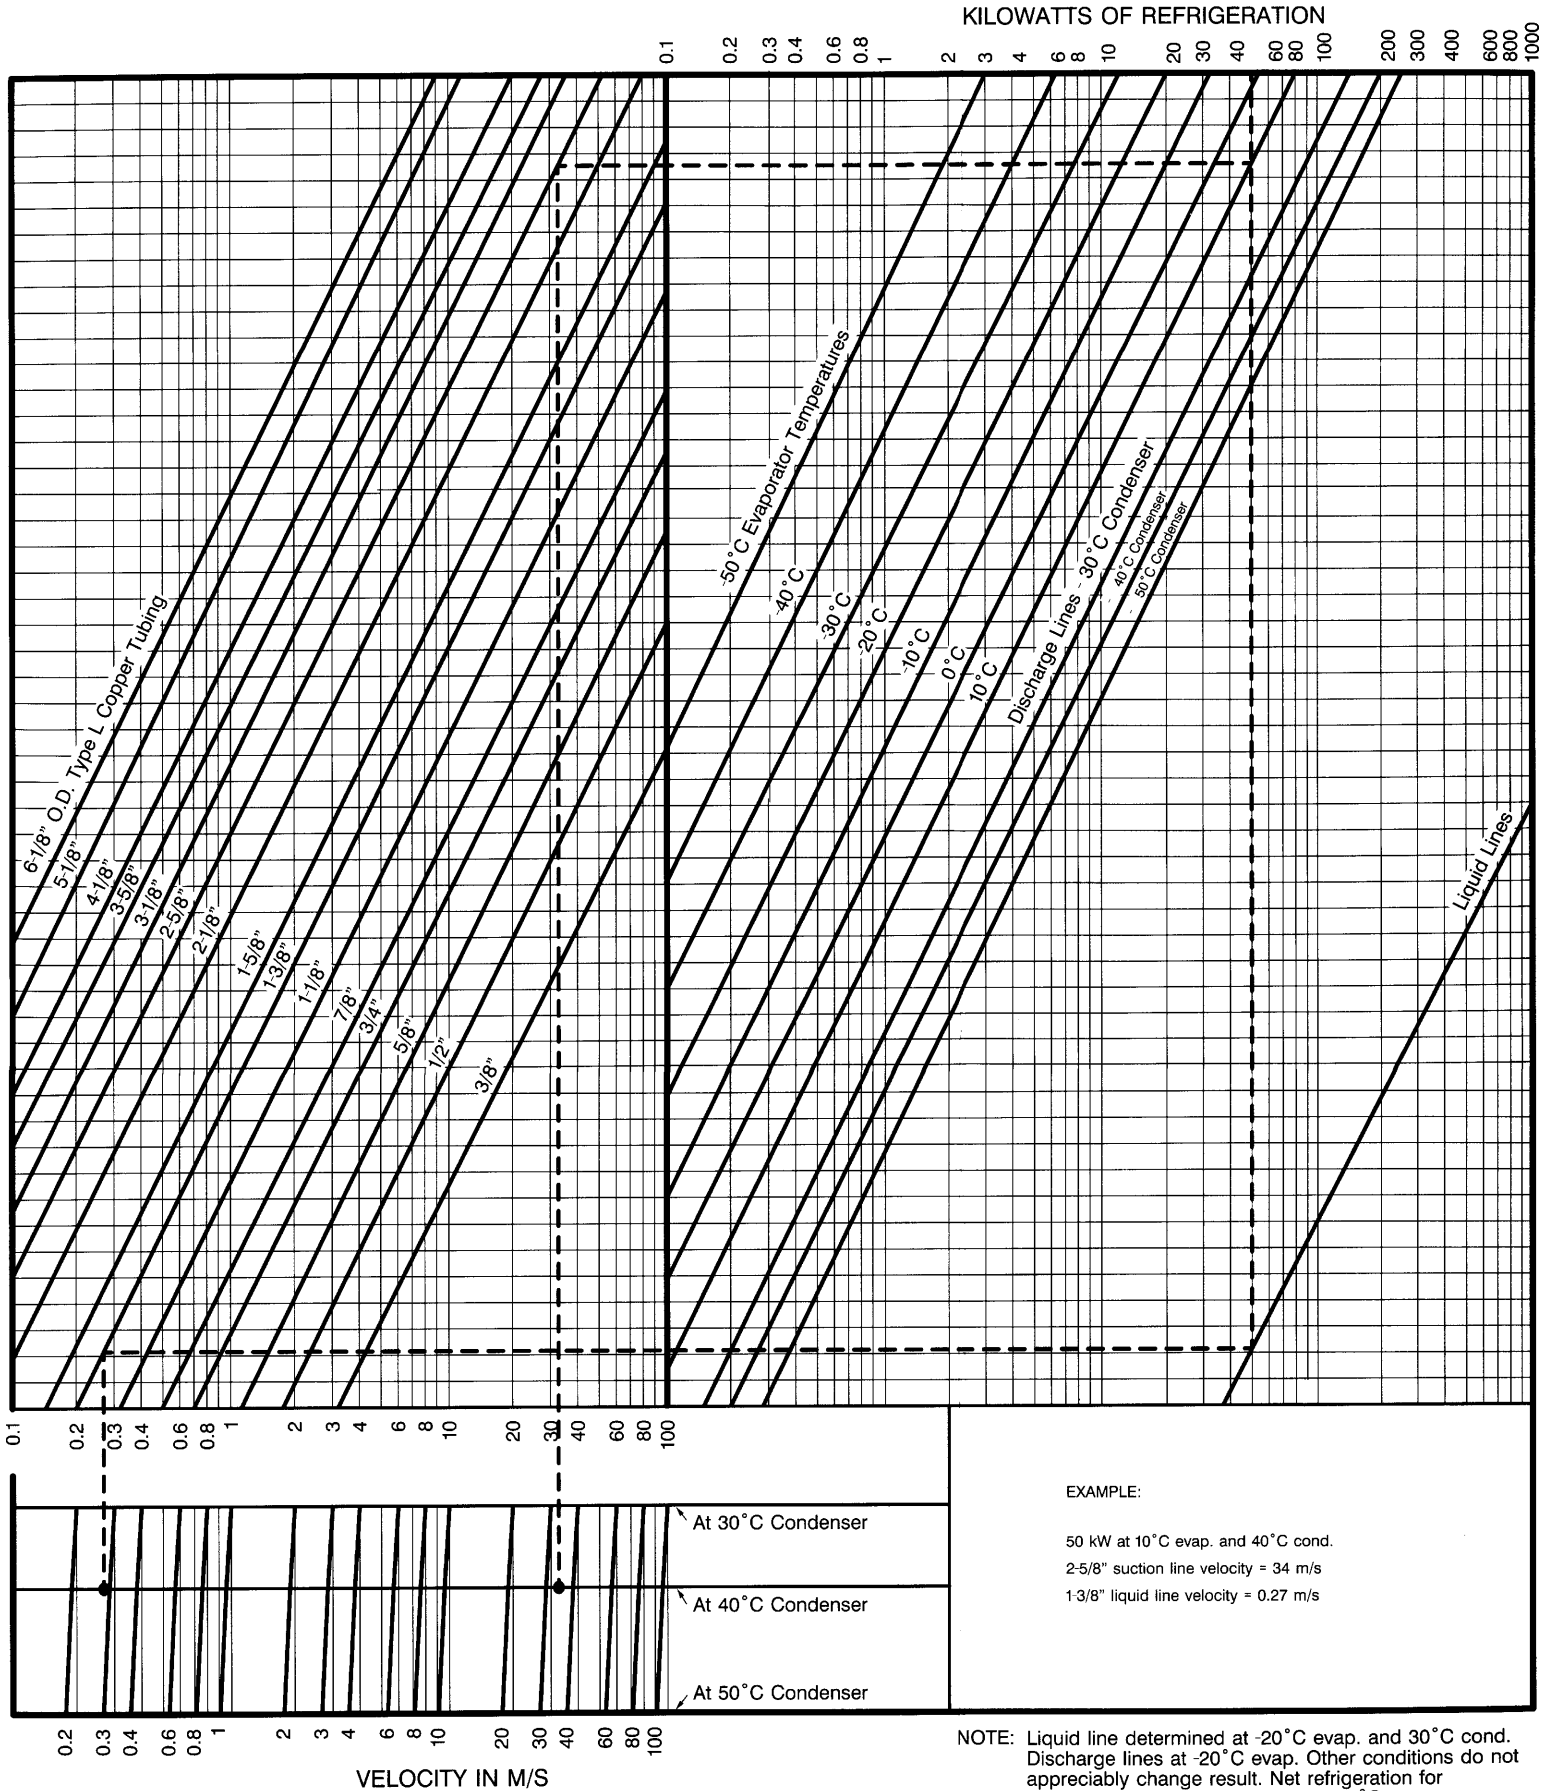 KILOWATTS OF REFRIGERATION
0.1 0.2 0.3 0.4 0.6 0.8 1 2 3 4 6 8 10 20 30 40 60 80 100 200 300 400 600 800 1000
-50°C Evaporator Temperatures
-40°C
-30°C
-20°C
-10°C
0°C
10°C
Discharge Lines - 30°C Condenser
- 40°C Condenser
- 50°C Condenser
Liquid Lines
6-1/8" O.D. Type L Copper Tubing
5-1/8"
4-1/8"
3-5/8"
3-1/8"
2-5/8"
2-1/8"
1-5/8"
1-3/8"
1-1/8"
7/8"
3/4"
5/8"
1/2"
3/8"
0.1 0.2 0.3 0.4 0.6 0.8 1 2 3 4 6 8 10 20 30 40 60 80 100
At 30°C Condenser
At 40°C Condenser
At 50°C Condenser
0.2 0.3 0.4 0.6 0.8 1 2 3 4 6 8 10 20 30 40 60 80 100
VELOCITY IN M/S
EXAMPLE:
50 kW at 10°C evap. and 40°C cond.
2-5/8" suction line velocity = 34 m/s
1-3/8" liquid line velocity = 0.27 m/s
NOTE: Liquid line determined at -20°C evap. and 30°C cond.
Discharge lines at -20°C evap. Other conditions do not
appreciably change result. Net refrigeration for